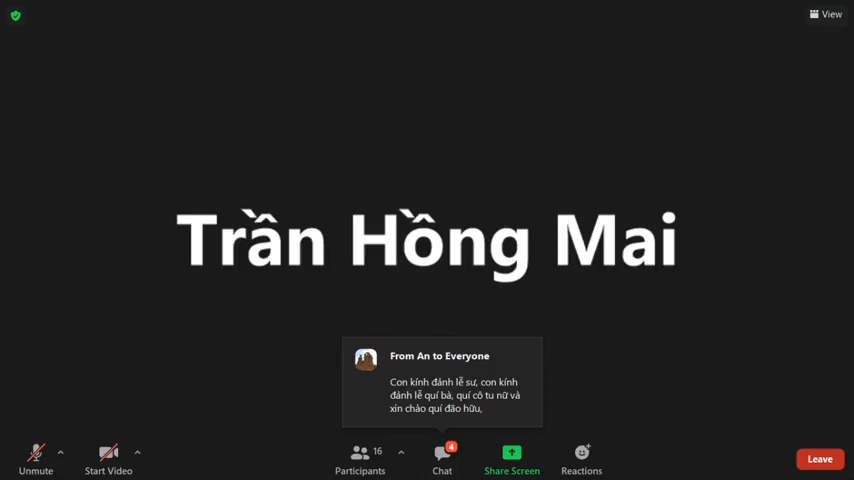 View
Trần Hồng Mai
From An to Everyone
Con kính đảnh lễ sư, con kính
đảnh lễ quí bà, quí cô tu nữ và
xin chào quí đão hữu,
16
4
Unmute
Start Video
Participants
Chat
Share Screen
Reactions
Leave